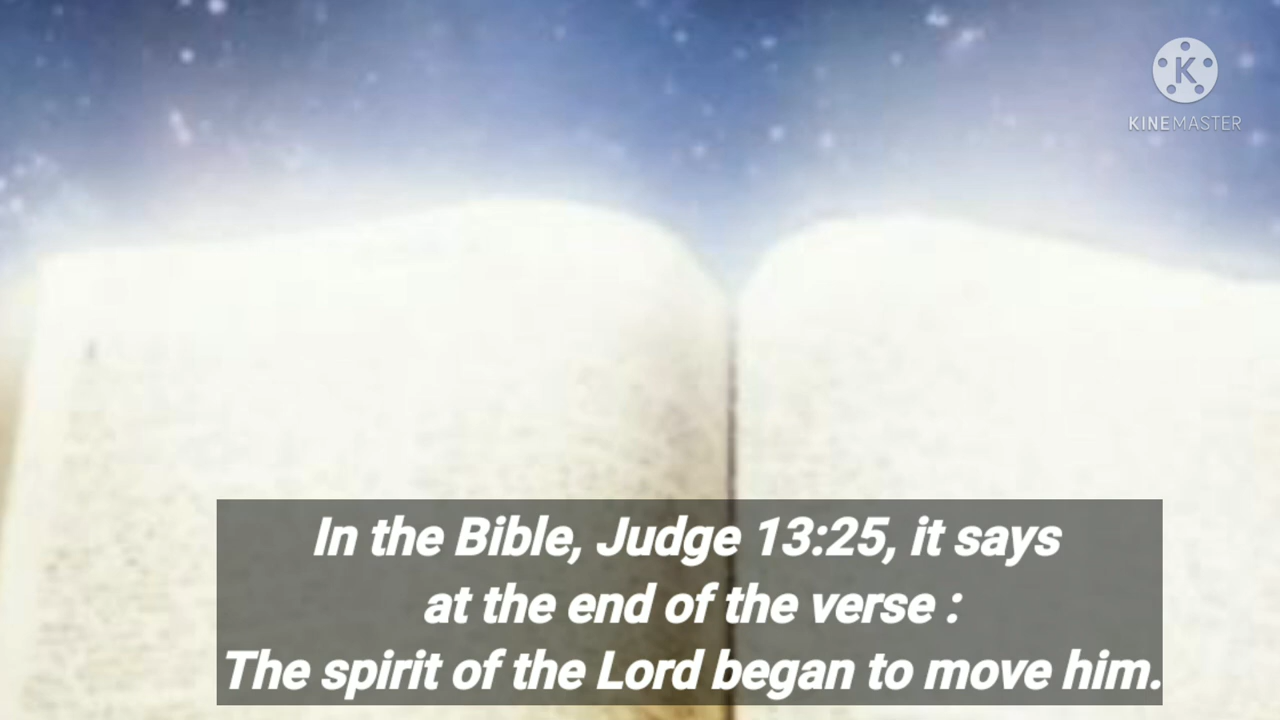 KINEMASTER
In the Bible, Judge 13:25, it says
at the end of the verse :
The spirit of the Lord began to move him.